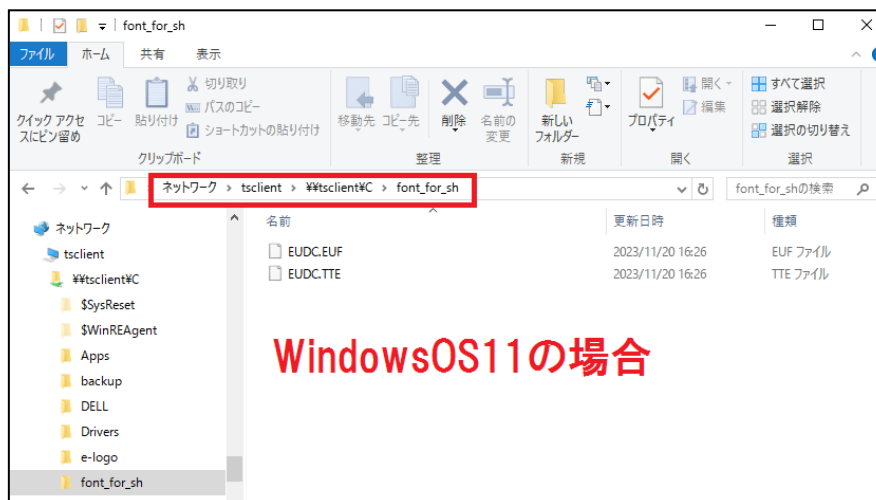 font_for_sh
ファイル ホーム 共有 表示
クイック アクセスにピン留め
コピー
貼り付け
切り取り
パスのコピー
ショートカットの貼り付け
クリップボード
移動先
コピー先
削除
名前の変更
整理
新しいフォルダー
新規
プロパティ
開く
編集
開く
すべて選択
選択解除
選択の切り替え
選択
ネットワーク > tsclient > ¥¥tsclient¥C > font_for_sh
font_for_shの検索
ネットワーク
tsclient
¥¥tsclient¥C
$SysReset
$WinREAgent
Apps
backup
DELL
Drivers
e-logo
font_for_sh
名前 更新日時 種類
EUDC.EUF 2023/11/20 16:26 EUF ファイル
EUDC.TTE 2023/11/20 16:26 TTE ファイル
WindowsOS11の場合